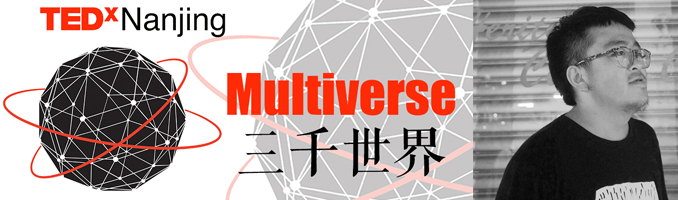 TEDxNanjing
Multiverse
三千世界